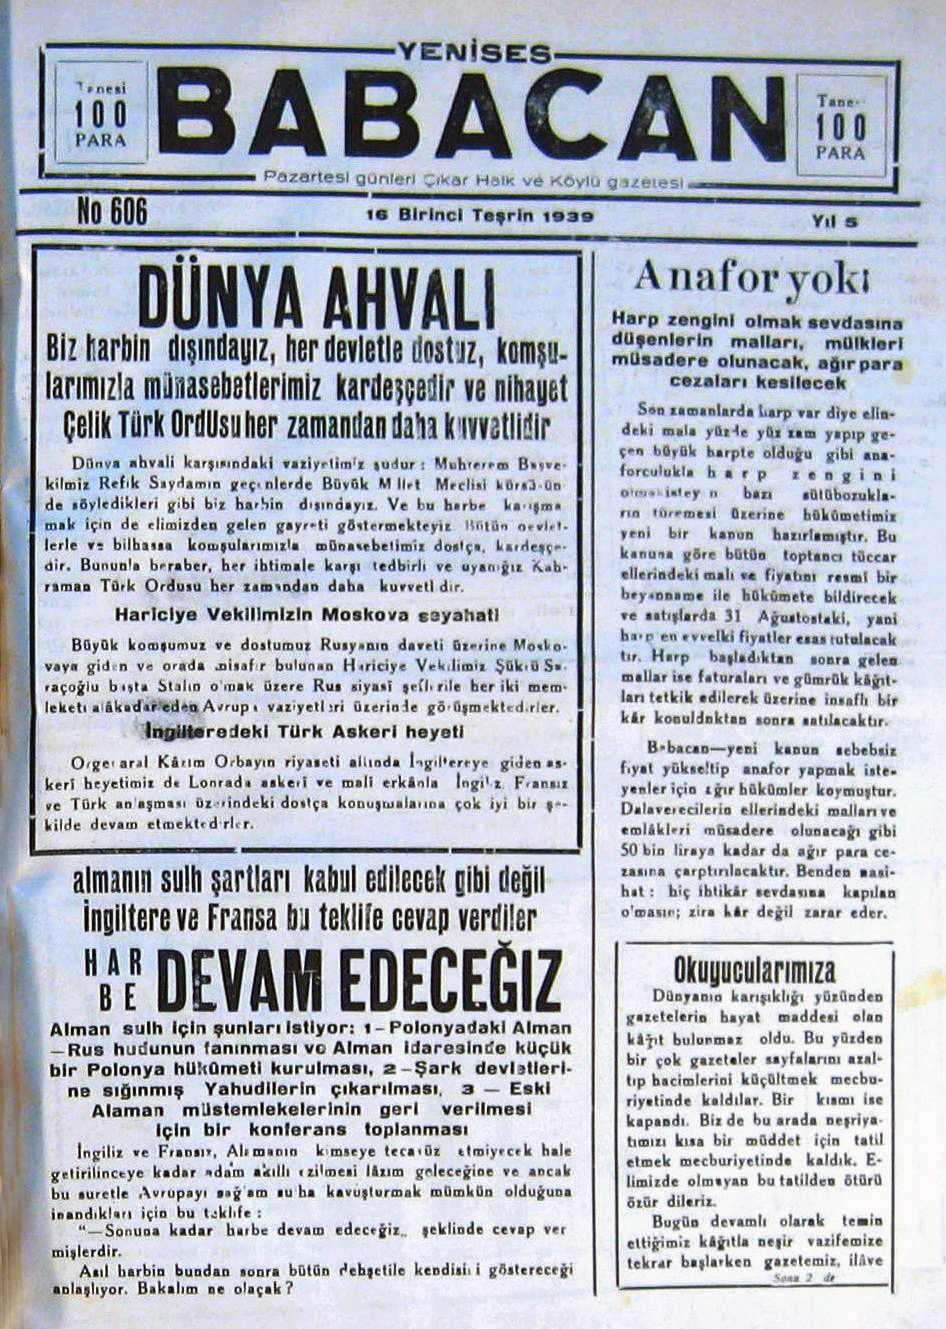 YENİSES
BABACAN
Tanesi
100
PARA
Tane-
100
PARA
Pazartesi günleri Çıkar Halk ve Köylü gazetesi
No 606
16 Birinci Teşrin 1939
Yıl 5
DÜNYA AHVALI
Biz harbin dışındayız, her devletle dostuz, komşu-
larımızla münasebetlerimiz kardeşçedir ve nihayet
Çelik Türk OrdUsu her zamandan daha kuvvetlidir
Dünya ahvali karşısındaki vaziyetim'z şudur: Muhterem Başve-
kilmiz Refik Saydamın geçenlerde Büyük Millet Meclisi kürsüsün
de söyledikleri gibi biz harbin dışındayız. Ve bu harbe karışma
mak için de elimizden gelen gayreti göstermekteyiz Bütün devlet-
lerle ve bilhassa komşularımızla münasebetimiz dostça, kardeşçe-
dir. Bununla beraber, her ihtimale karşı tedbirli ve uyanığız Kah-
raman Türk Ordusu her zamandan daha kuvvetlidir.
Hariciye Vekilimizin Moskova seyahati
Büyük komşumuz ve dostumuz Rusyanın daveti üzerine Mosko-
vaya giden ve orada misafir bulunan Hariciye Vekilimiz Şükrü Sa-
raçoğlu başta Stalin olmak üzere Rus siyasi şefleri ile her iki mem-
leketi alâkadar eden Avrupa vaziyetleri üzerinde görüşmektedirler.
İngilteredeki Türk Askeri heyeti
Orgeneral Kâzım Orbayın riyaseti altında İngiltereye giden as-
kerî heyetimiz de Lonrada askerî ve mali erkânla İngiliz Fransız
ve Türk anlaşması üzerindeki dostça konuşmalarına çok iyi bir şe-
kilde devam etmektedirler.
almanın sulh şartları kabul edilecek gibi değil
İngiltere ve Fransa bu teklife cevap verdiler
HARBE DEVAM EDECEĞIZ
Alman sulh için şunları istiyor: 1- Polonyadaki Alman
—Rus hudunun tanınması ve Alman idaresinde küçük
bir Polonya hükûmeti kurulması, 2—Şark devletleri-
ne sığınmış Yahudilerin çıkarılması, 3 — Eski
Alaman müstemlekelerinin geri verilmesi
için bir konferans toplanması
İngiliz ve Fransız, Almanın kimseye tecavüz etmiyecek hale
getirilinceye kadar adam akıllı ezilmesi lâzım geleceğine ve ancak
bu suretle Avrupayı sağlam sulha kavuşturmak mümkün olduğuna
inandıkları için bu teklife :
"—Sonuna kadar harbe devam edeceğiz,, şeklinde cevap ver
mişlerdir.
Asıl harbin bundan sonra bütün dehşetile kendisini göstereceği
anlaşlıyor. Bakalım ne olaçak?
Anafor yoki
Harp zengini olmak sevdasına
düşenlerin malları, mülkleri
müsadere olunacak, ağır para
cezaları kesilecek
Son zamanlarda harp var diye elin-
deki mala yüzde yüz zam yapıp ge-
çen büyük harpte olduğu gibi ana-
forculukla harp zengini
olmak isteyen bazı sütübozukla-
rın türemesi üzerine hükûmetimiz
yeni bir kanun hazırlamıştır. Bu
kanuna göre bütün toptancı tüccar
ellerindeki malı ve fiyatını resmî bir
beyanname ile hükûmete bildirecek
ve satışlarda 31 Ağustostaki, yani
harpen evvelki fiyatler esas tutulacak
tır. Harp başladıktan sonra gelen
mallar ise faturaları ve gümrük kâğıt-
ları tetkik edilerek üzerine insaflı bir
kâr konulduktan sonra satılacaktır.
Babacan—yeni kanun sebebsiz
fiyat yükseltip anafor yapmak iste-
yenler için ağır hükümler koymuştur.
Dalaverecilerin ellerindeki malları ve
emlâkleri müsadere olunacağı gibi
50 bin liraya kadar da ağır para ce-
zasına çarptırılacaktır. Benden nasi-
hat: hiç ihtikâr sevdasına kapılan
olmasın; zira kâr değil zarar eder.
Okuyucularımıza
Dünyanın karışıklığı yüzünden
gazetelerin hayat maddesi olan
kâğıt bulunmaz oldu. Bu yüzden
bir çok gazeteler sayfalarını azal-
tıp hacimlerini küçültmek mecbu-
riyetinde kaldılar. Bir kısmı ise
kapandı. Biz de bu arada neşriya-
tımızı kısa bir müddet için tatil
etmek mecburiyetinde kaldık. E-
limizde olmayan bu tatilden ötürü
özür dileriz.
Bugün devamlı olarak temin
ettiğimiz kâğıtla neşir vazifemize
tekrar başlarken gazetemiz, ilâve
Sonu 2 de